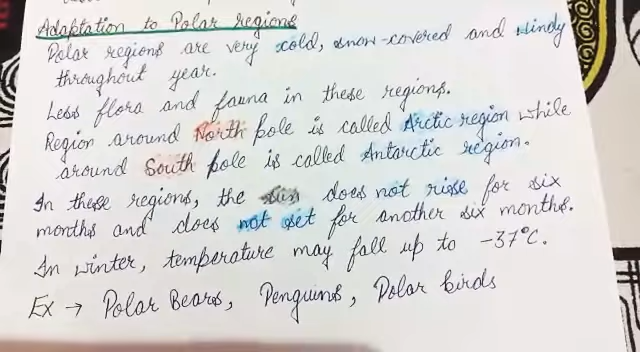 Adaptation to Polar regions
Polar regions are very cold, snow-covered and windy
throughout year.
Less flora and fauna in these regions.
Region around North pole is called Arctic region while
around South pole is called Antarctic region.
In these regions, the sun does not rise for six
months and does not set for another six months.
In winter, temperature may fall up to -37°C.
Ex → Polar Bears, Penguins, Polar birds